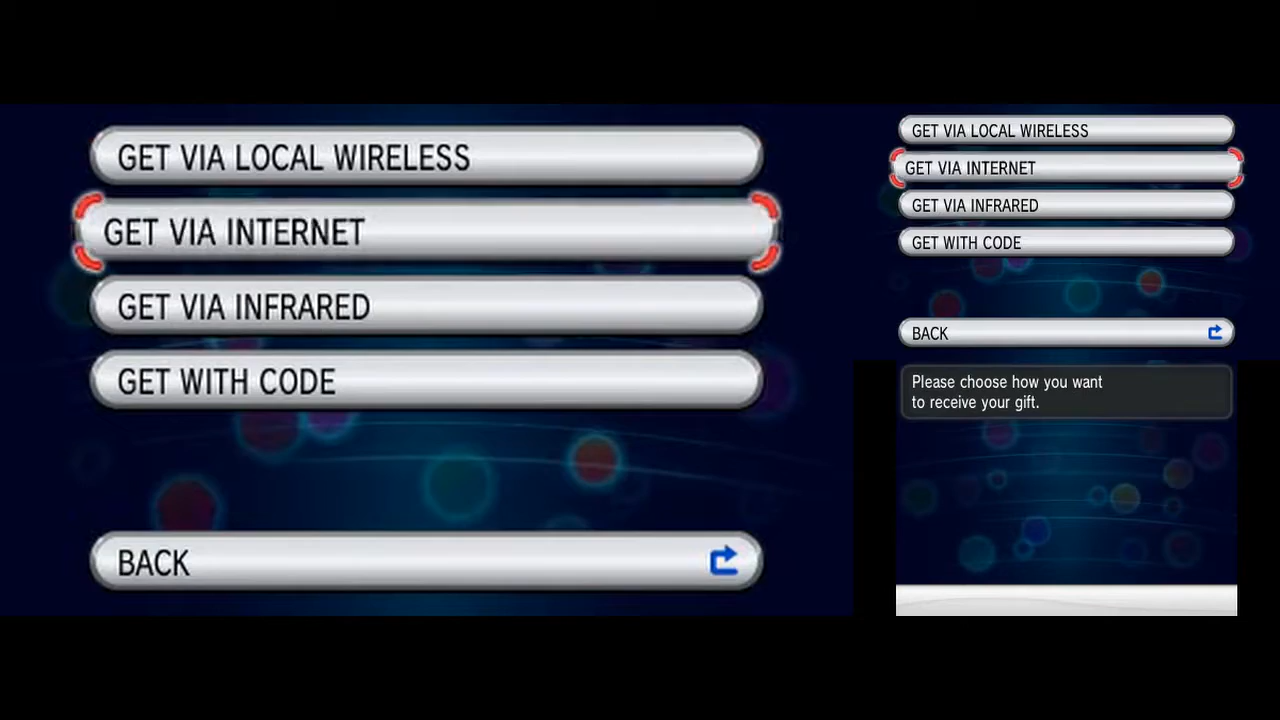 GET VIA LOCAL WIRELESS
GET VIA INTERNET
GET VIA INFRARED
GET WITH CODE
BACK
GET VIA LOCAL WIRELESS
GET VIA INTERNET
GET VIA INFRARED
GET WITH CODE
BACK
Please choose how you want
to receive your gift.